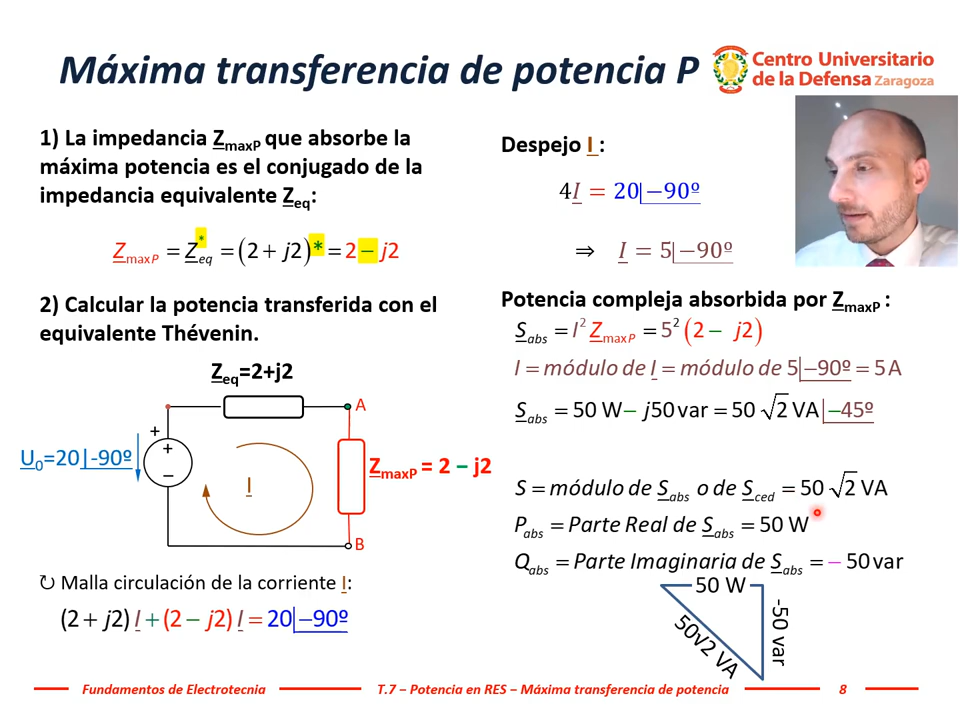 Máxima transferencia de potencia P
Centro Universitario
de la Defensa Zaragoza
1) La impedancia Z_maxP que absorbe la
máxima potencia es el conjugado de la
impedancia equivalente Z_eq:
Z_maxP = Z*_eq = (2 + j2)* = 2 − j2
2) Calcular la potencia transferida con el
equivalente Thévenin.
Z_eq=2+j2
A
+
+
U_0=20|-90º
−
I
Z_maxP = 2 − j2
B
↻ Malla circulación de la corriente I:
(2 + j2) I + (2 − j2) I = 20|−90º
Despejo I :
4I = 20|−90º
⇒ I = 5|−90º
Potencia compleja absorbida por Z_maxP :
S_abs = I² Z_maxP = 5² (2 − j2)
I = módulo de I = módulo de 5|−90º = 5 A
S_abs = 50 W − j50 var = 50 √2 VA|−45º
S = módulo de S_abs o de S_ced = 50 √2 VA
P_abs = Parte Real de S_abs = 50 W
Q_abs = Parte Imaginaria de S_abs = − 50 var
50 W
-50 var
50√2 VA
Fundamentos de Electrotecnia
T.7 – Potencia en RES – Máxima transferencia de potencia
8